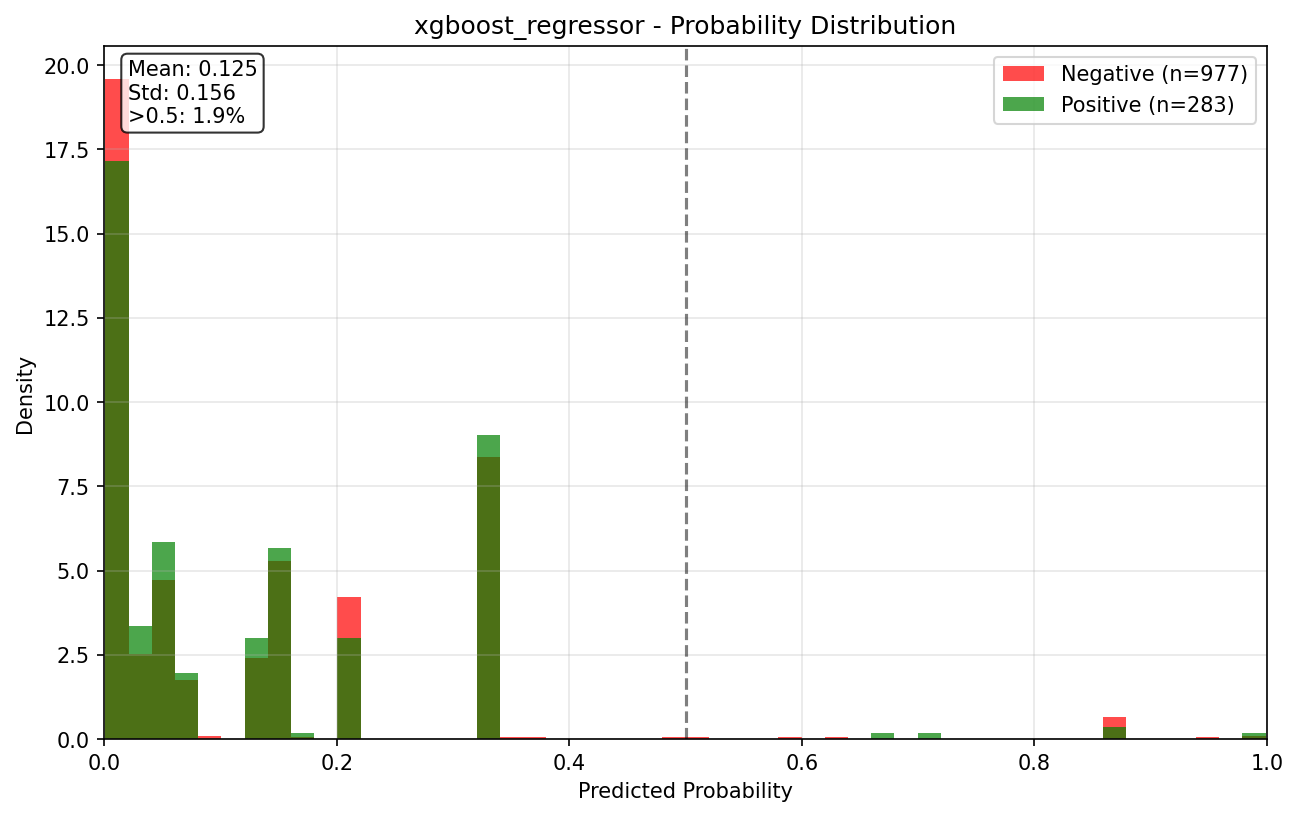 xgboost_regressor - Probability Distribution
Mean: 0.125
Std: 0.156
>0.5: 1.9%
Negative (n=977)
Positive (n=283)
Density
20.0
17.5
15.0
12.5
10.0
7.5
5.0
2.5
0.0
0.0 0.2 0.4 0.6 0.8 1.0
Predicted Probability